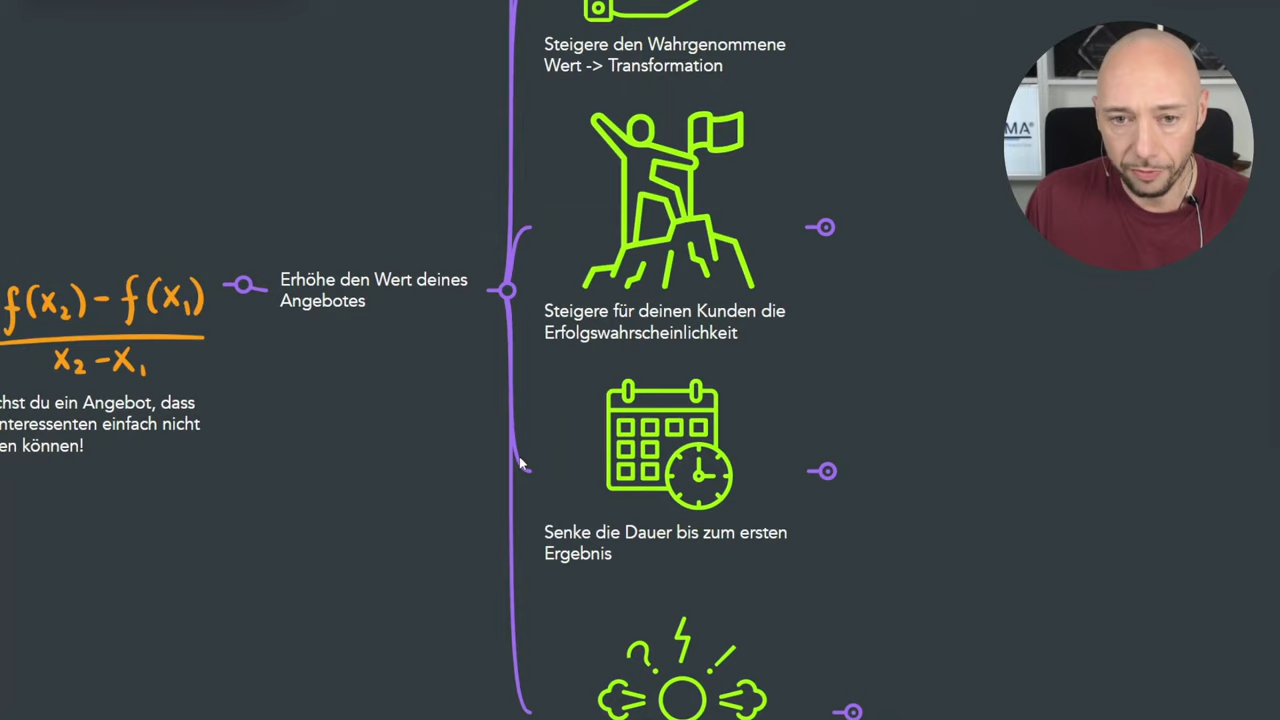 Steigere den Wahrgenommene
Wert -> Transformation
MA®
Steigere für deinen Kunden die
Erfolgswahrscheinlichkeit
Erhöhe den Wert deines
Angebotes
f(x₂) – f(x₁)
x₂ – x₁
chst du ein Angebot, dass
nteressenten einfach nicht
en können!
Senke die Dauer bis zum ersten
Ergebnis
? !